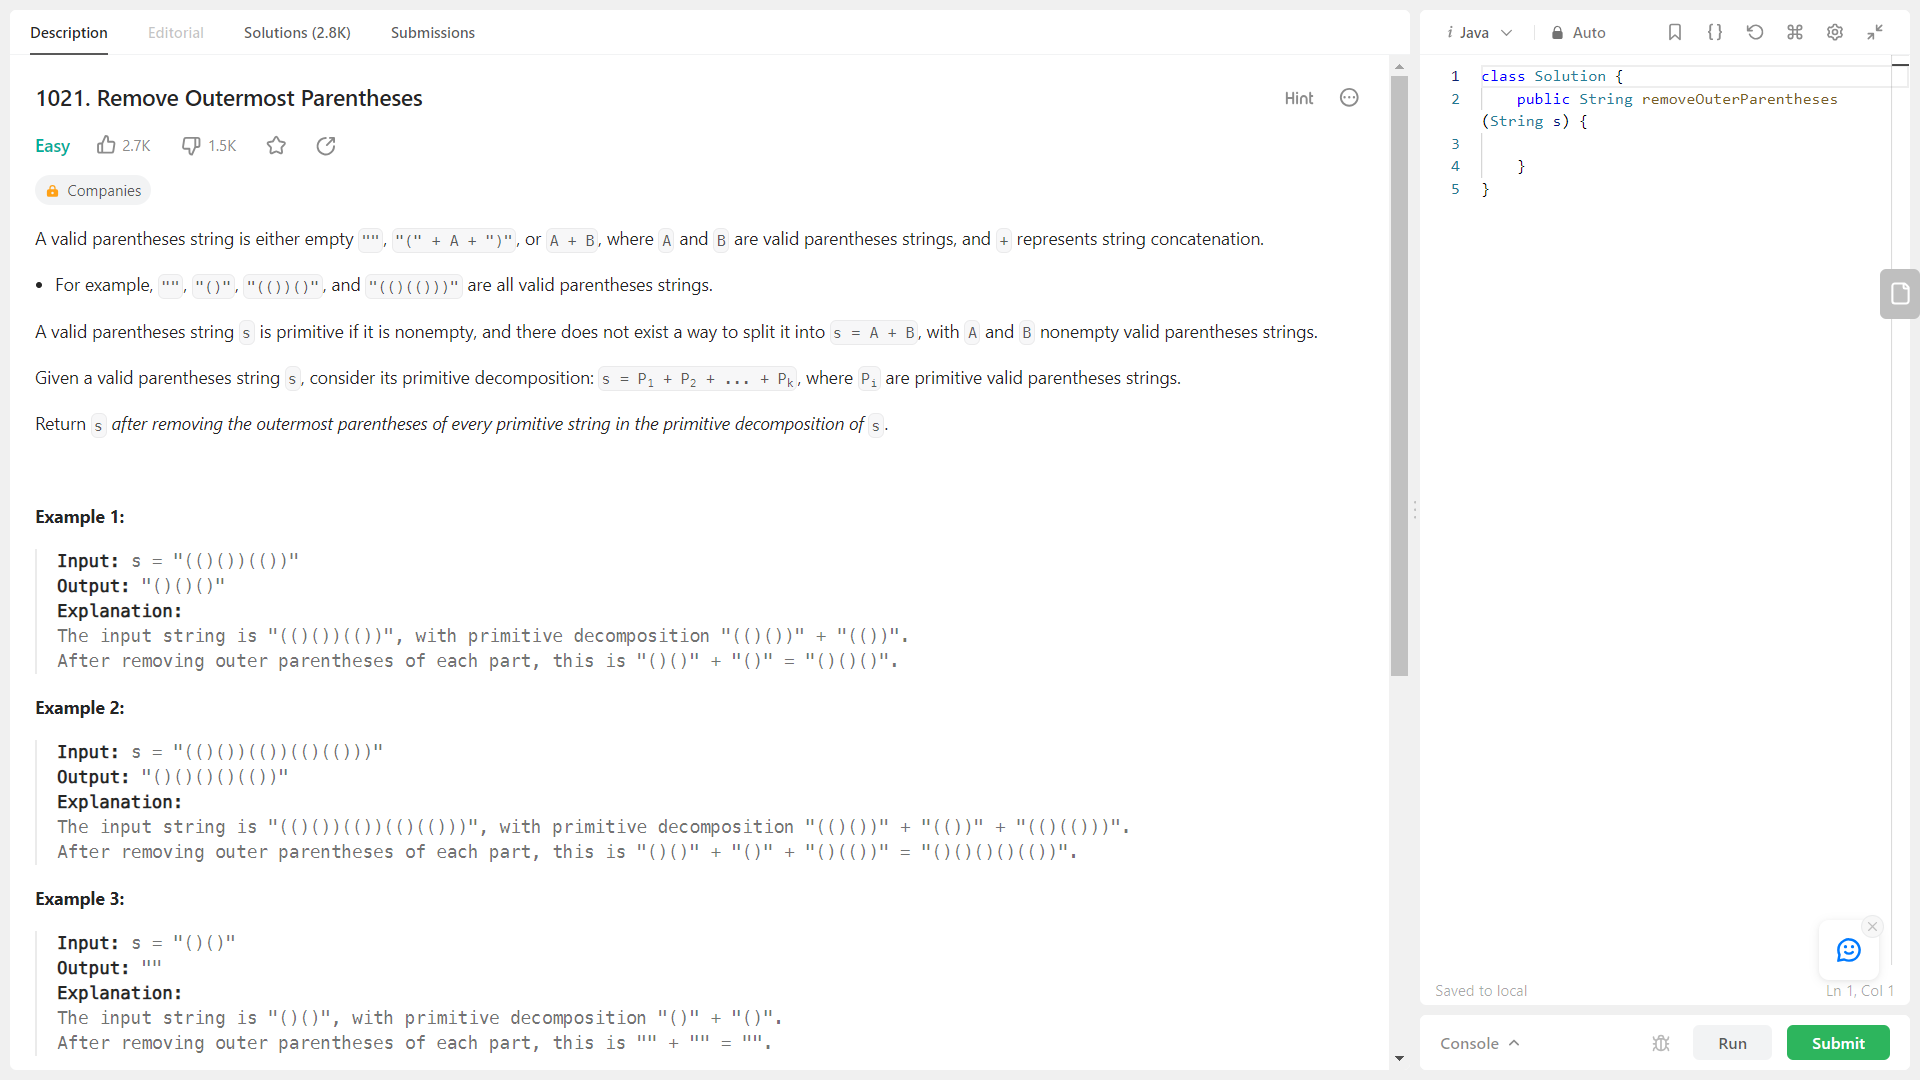 Description Editorial Solutions (2.8K) Submissions
1021. Remove Outermost Parentheses Hint
Easy 2.7K 1.5K
Companies
A valid parentheses string is either empty "", "(" + A + ")", or A + B, where A and B are valid parentheses strings, and + represents string concatenation.
• For example, "", "()", "(())()", and "(()(()))" are all valid parentheses strings.
A valid parentheses string s is primitive if it is nonempty, and there does not exist a way to split it into s = A + B, with A and B nonempty valid parentheses strings.
Given a valid parentheses string s, consider its primitive decomposition: s = P1 + P2 + ... + Pk, where Pi are primitive valid parentheses strings.
Return s after removing the outermost parentheses of every primitive string in the primitive decomposition of s.
Example 1:
Input: s = "(()())(())"
Output: "()()()"
Explanation:
The input string is "(()())(())", with primitive decomposition "(()())" + "(())".
After removing outer parentheses of each part, this is "()()" + "()" = "()()()".
Example 2:
Input: s = "(()())(())(()(()))"
Output: "()()()()(())"
Explanation:
The input string is "(()())(())(()(()))", with primitive decomposition "(()())" + "(())" + "(()(()))".
After removing outer parentheses of each part, this is "()()" + "()" + "()(())" = "()()()()(())".
Example 3:
Input: s = "()()"
Output: ""
Explanation:
The input string is "()()", with primitive decomposition "()" + "()".
After removing outer parentheses of each part, this is "" + "" = "".
i Java Auto {}
1 class Solution {
2 public String removeOuterParentheses
(String s) {
3
4 }
5 }
Saved to local Ln 1, Col 1
Console Run Submit